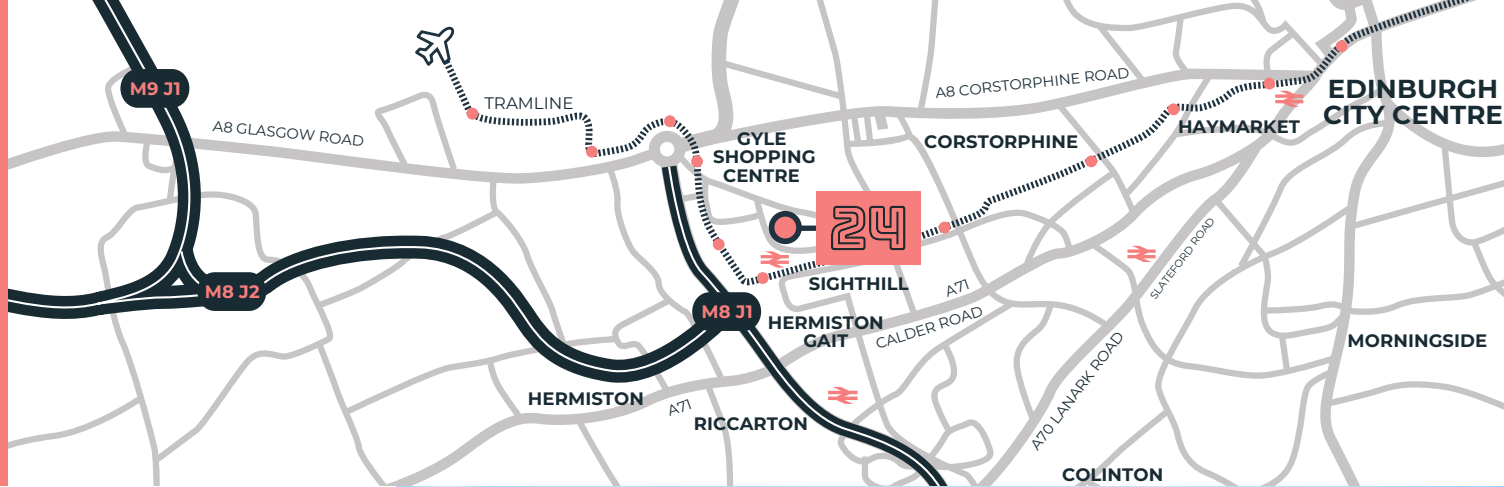 M9 J1
TRAMLINE
A8 GLASGOW ROAD
A8 CORSTORPHINE ROAD
EDINBURGH
CITY CENTRE
HAYMARKET
CORSTORPHINE
GYLE
SHOPPING
CENTRE
24
SLATEFORD ROAD
SIGHTHILL
A71
M8 J2
M8 J1
HERMISTON
GAIT
CALDER ROAD
MORNINGSIDE
A70 LANARK ROAD
HERMISTON
A71
RICCARTON
COLINTON